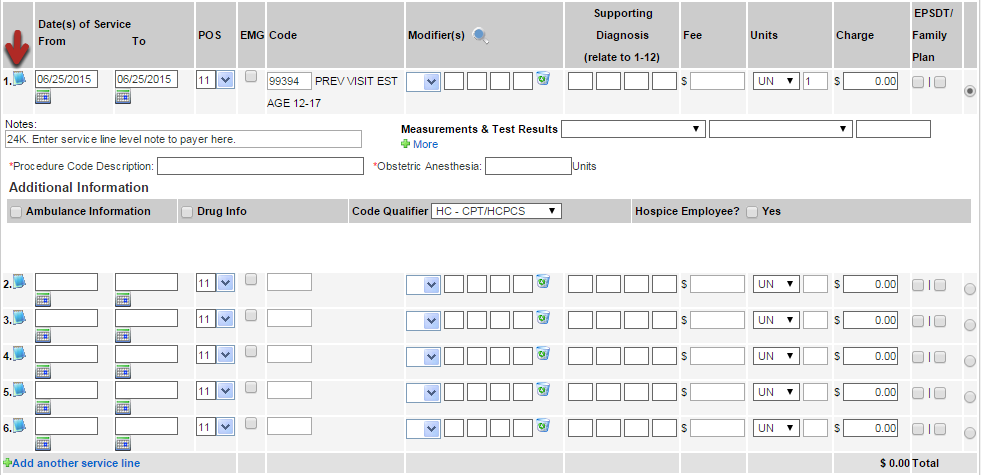 Date(s) of Service
From To
POS EMG Code Modifier(s)
Supporting
Diagnosis
(relate to 1-12)
Fee Units Charge
EPSDT/
Family
Plan
1. 06/25/2015 06/25/2015 11 99394 PREV VISIT EST $ UN 1 $ 0.00 |
AGE 12-17
Notes:
24K. Enter service line level note to payer here.
Measurements & Test Results
More
*Procedure Code Description: *Obstetric Anesthesia: Units
Additional Information
Ambulance Information Drug Info Code Qualifier HC - CPT/HCPCS Hospice Employee? Yes
2. 11 $ UN $ 0.00 |
3. 11 $ UN $ 0.00 |
4. 11 $ UN $ 0.00 |
5. 11 $ UN $ 0.00 |
6. 11 $ UN $ 0.00 |
Add another service line $ 0.00 Total